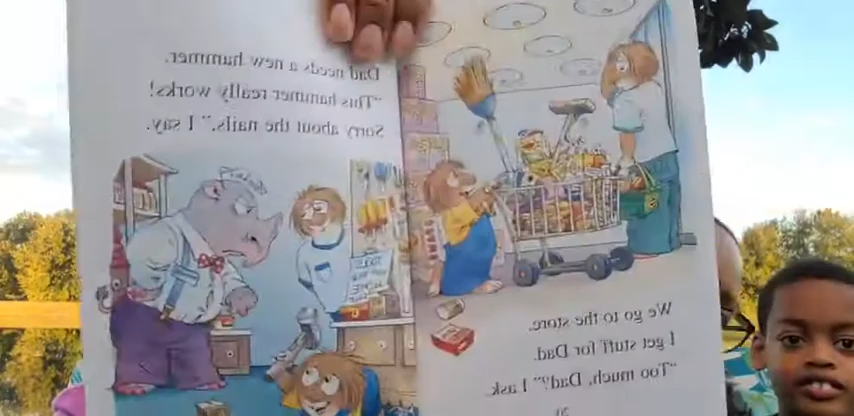 We go to the store.
I get stuff for Dad.
"Too much, Dad?" I ask.
20
Dad needs a new hammer.
"This hammer really works!
Sorry about the nails," I say.